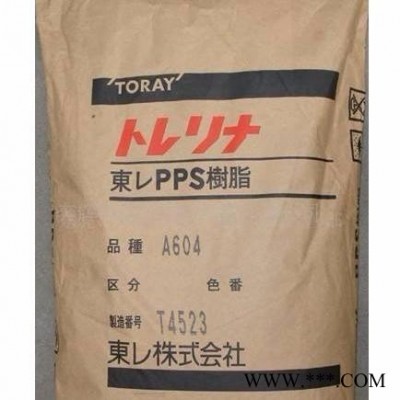 TORAY
トレリナ
東レPPS樹脂
品種 A604
区分 色番
製造番号 T4523
東レ株式会社
WWW.***.COM